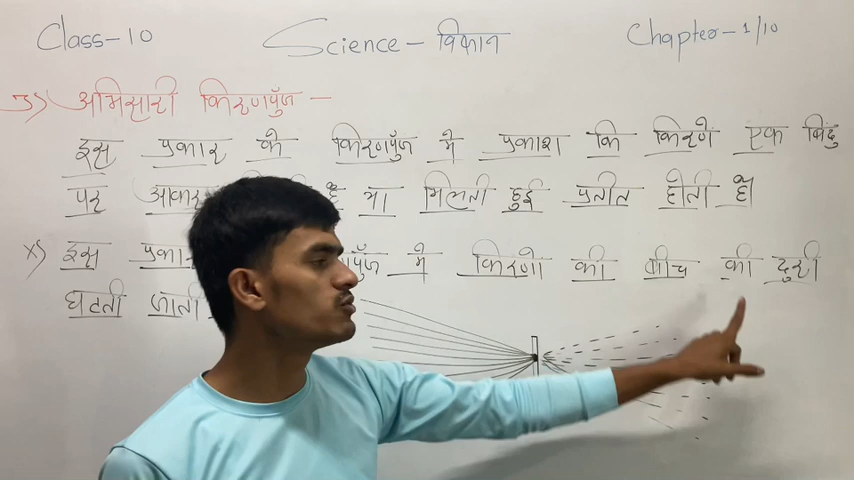 Class-10 Science - विज्ञान Chapter-1/10
अभिसारी किरणपुँज —
इस प्रकार के किरणपुँज मे प्रकाश कि किरणे एक बिंदु
पर आकर है या मिलती हुई प्रतीत होती है
इस मे किरणो की बीच की दुरी
घटती जाती